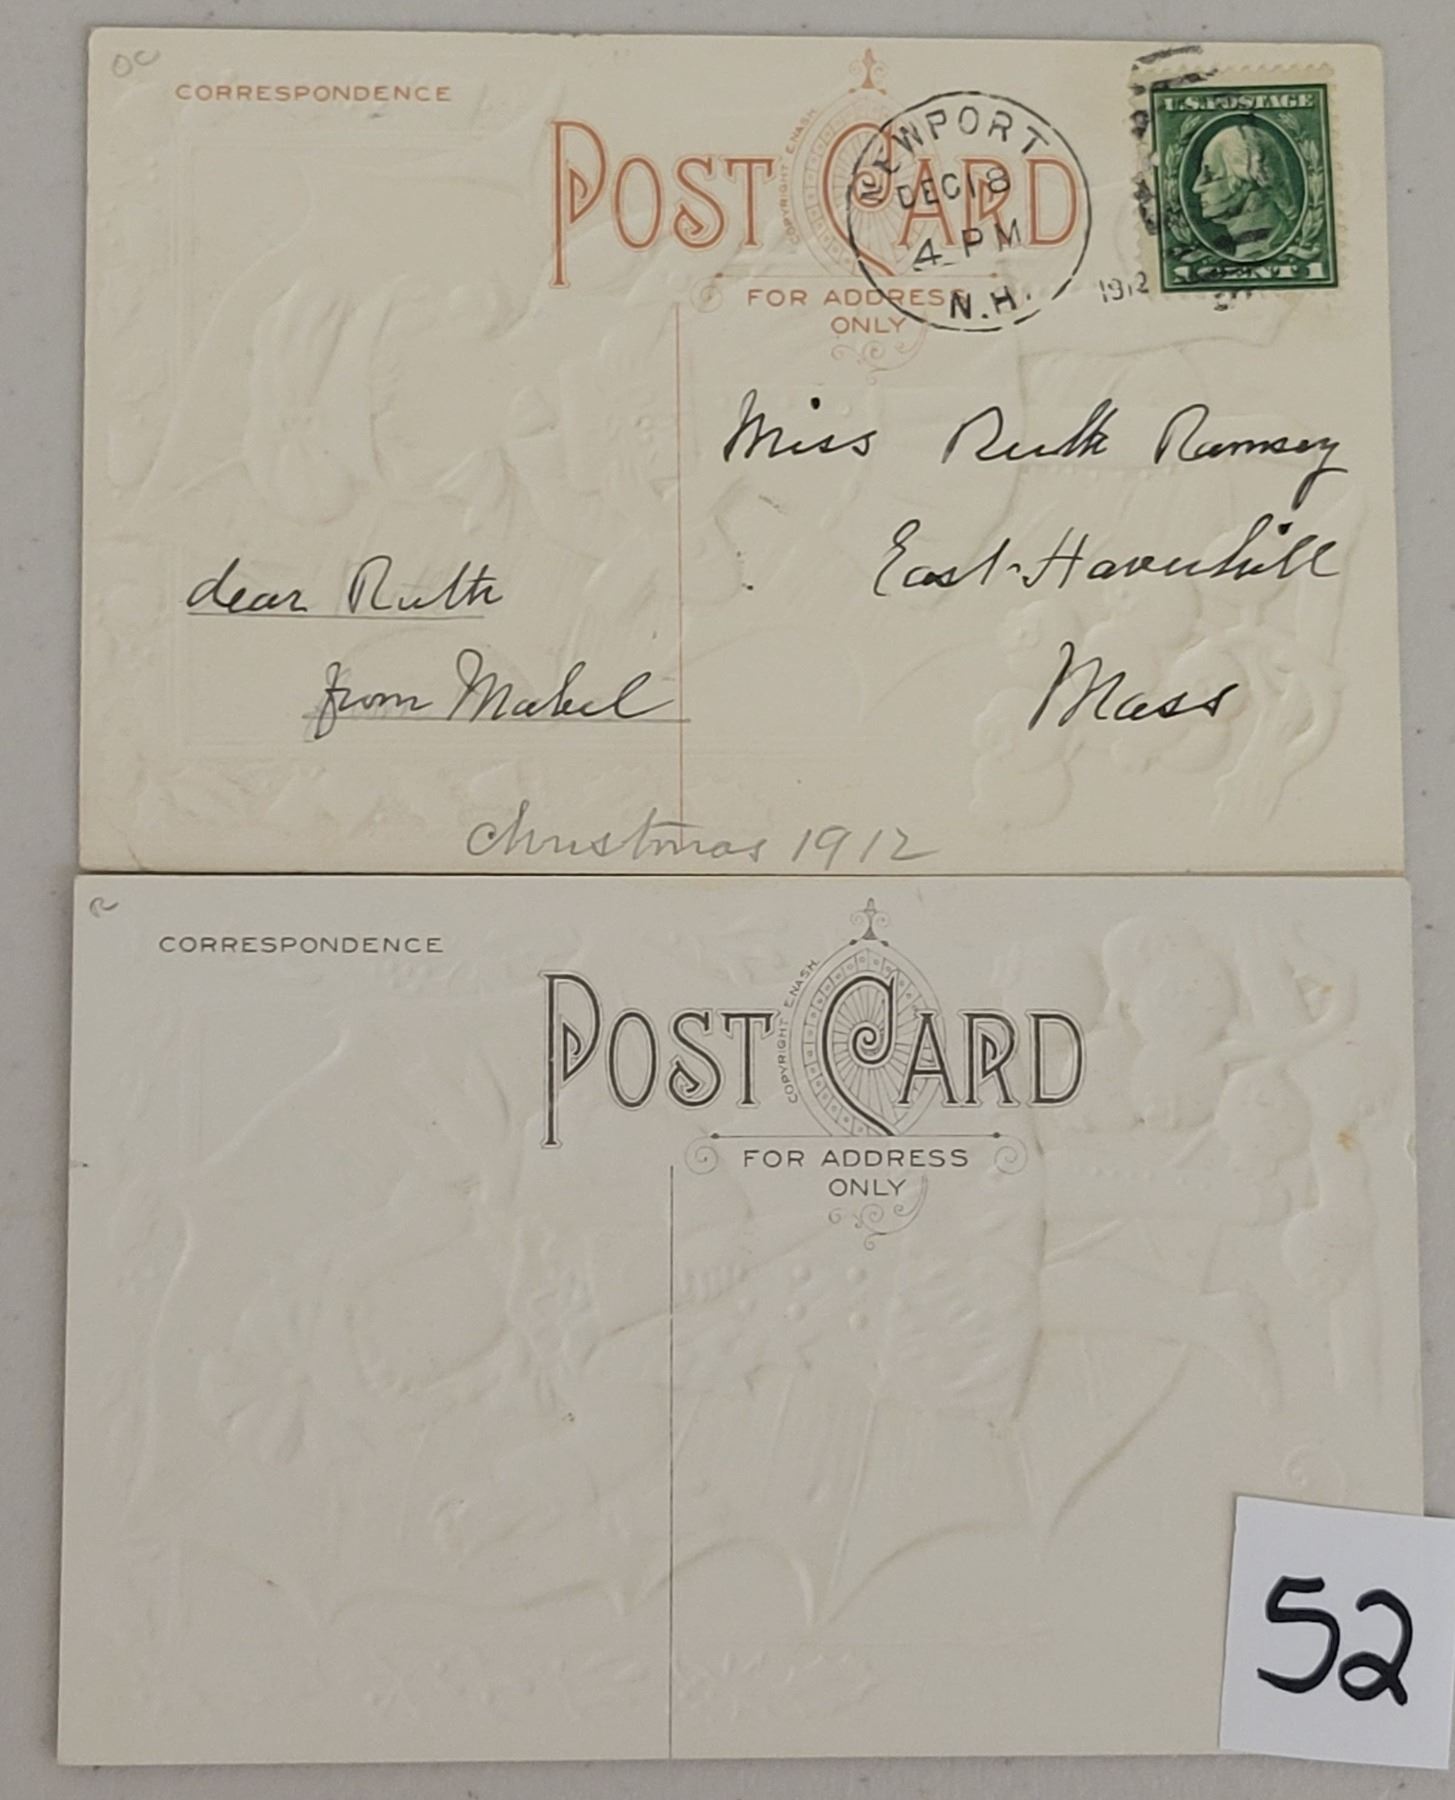 OC
CORRESPONDENCE
POST CARD
COPYRIGHT E. NASH.
FOR ADDRESS
ONLY
NEWPORT
DEC 18
4 PM
N.H.
1912
U.S. POSTAGE
1 CENT 1
Miss Ruth Ramsey
East Haverhill
Mass
dear Ruth
from Mabel
Christmas 1912
R
CORRESPONDENCE
POST CARD
COPYRIGHT E. NASH.
FOR ADDRESS
ONLY
52